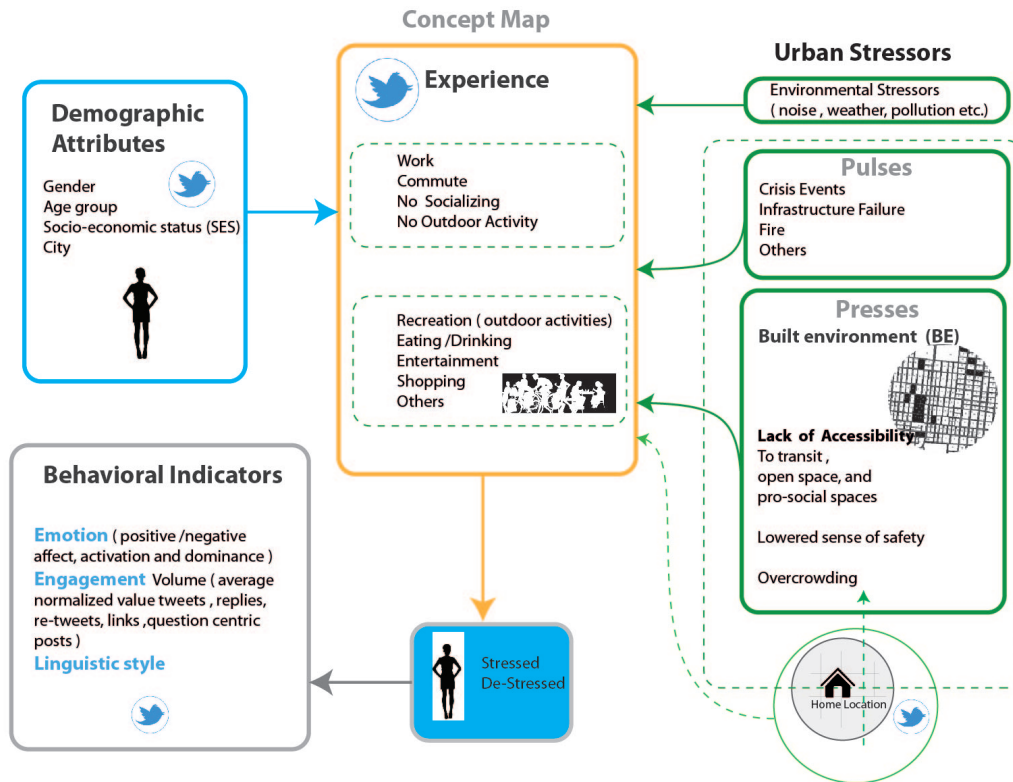 Concept Map
Demographic
Attributes
Gender
Age group
Socio-economic status (SES)
City
Experience
Work
Commute
No Socializing
No Outdoor Activity
Recreation ( outdoor activities)
Eating /Drinking
Entertainment
Shopping
Others
Urban Stressors
Environmental Stressors
( noise , weather, pollution etc.)
Pulses
Crisis Events
Infrastructure Failure
Fire
Others
Presses
Built environment (BE)
Lack of Accessibility
To transit ,
open space, and
pro-social spaces
Lowered sense of safety
Overcrowding
Home Location
Behavioral Indicators
Emotion ( positive /negative
affect, activation and dominance )
Engagement Volume ( average
normalized value tweets , replies,
re-tweets, links ,question centric
posts )
Linguistic style
Stressed
De-Stressed